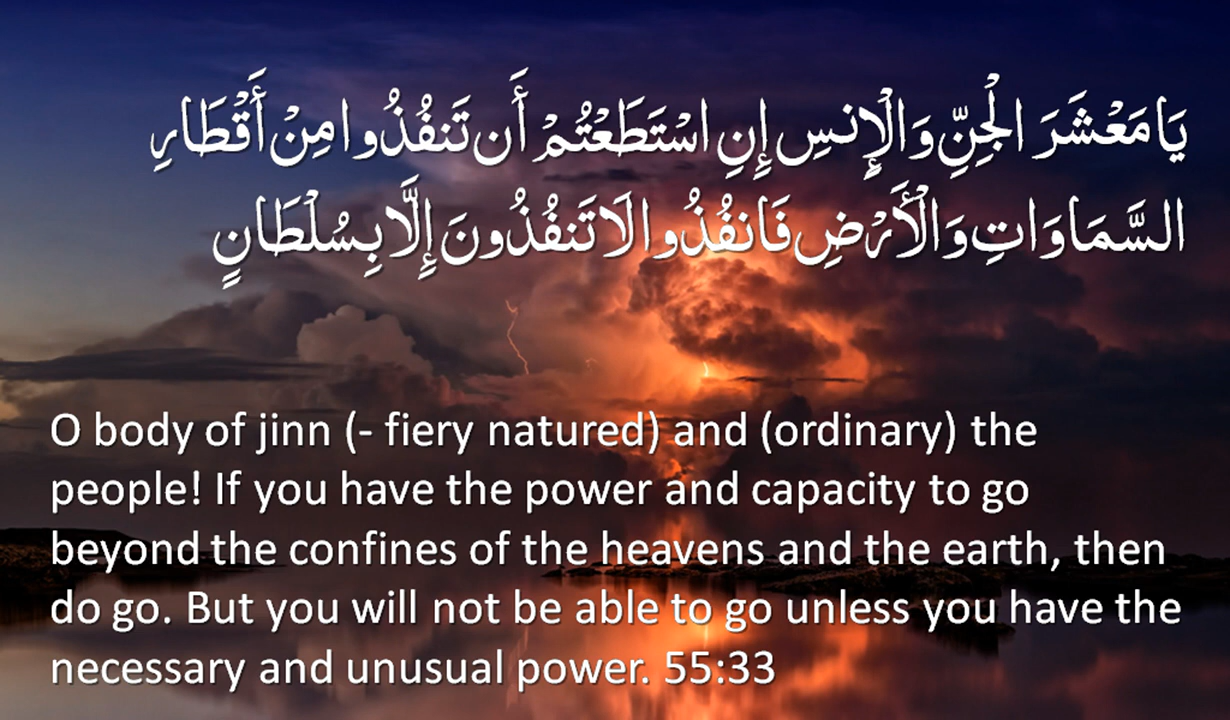 يَا مَعْشَرَ الْجِنِّ وَالْإِنسِ إِنِ اسْتَطَعْتُمْ أَن تَنفُذُوا مِنْ أَقْطَارِ
السَّمَاوَاتِ وَالْأَرْضِ فَانفُذُوا لَا تَنفُذُونَ إِلَّا بِسُلْطَانٍ
O body of jinn (- fiery natured) and (ordinary) the
people! If you have the power and capacity to go
beyond the confines of the heavens and the earth, then
do go. But you will not be able to go unless you have the
necessary and unusual power. 55:33